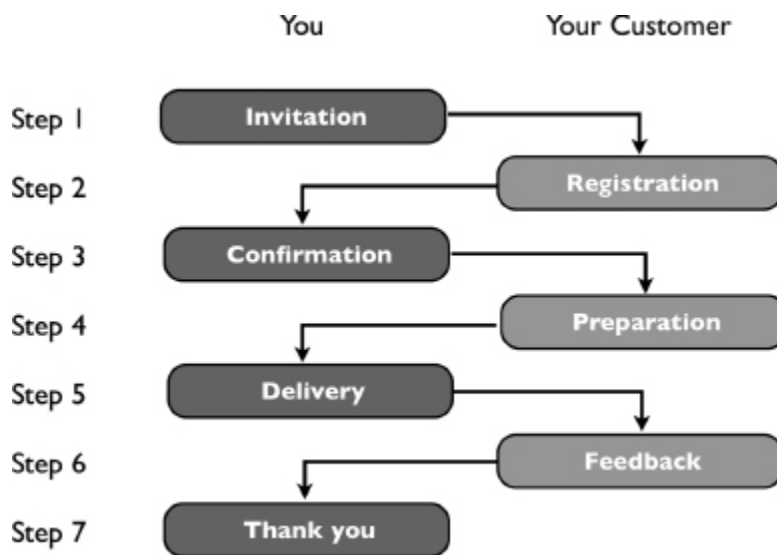 You Your Customer
Step 1 Invitation
Step 2 Registration
Step 3 Confirmation
Step 4 Preparation
Step 5 Delivery
Step 6 Feedback
Step 7 Thank you